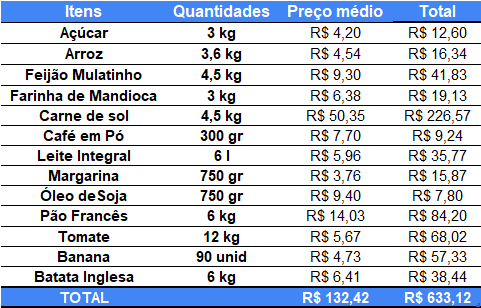 Itens Quantidades Preço médio Total
Açúcar 3 kg R$ 4,20 R$ 12,60
Arroz 3,6 kg R$ 4,54 R$ 16,34
Feijão Mulatinho 4,5 kg R$ 9,30 R$ 41,83
Farinha de Mandioca 3 kg R$ 6,38 R$ 19,13
Carne de sol 4,5 kg R$ 50,35 R$ 226,57
Café em Pó 300 gr R$ 7,70 R$ 9,24
Leite Integral 6 l R$ 5,96 R$ 35,77
Margarina 750 gr R$ 3,76 R$ 15,87
Óleo deSoja 750 gr R$ 9,40 R$ 7,80
Pão Francês 6 kg R$ 14,03 R$ 84,20
Tomate 12 kg R$ 5,67 R$ 68,02
Banana 90 unid R$ 4,73 R$ 57,33
Batata Inglesa 6 kg R$ 6,41 R$ 38,44
TOTAL R$ 132,42 R$ 633,12